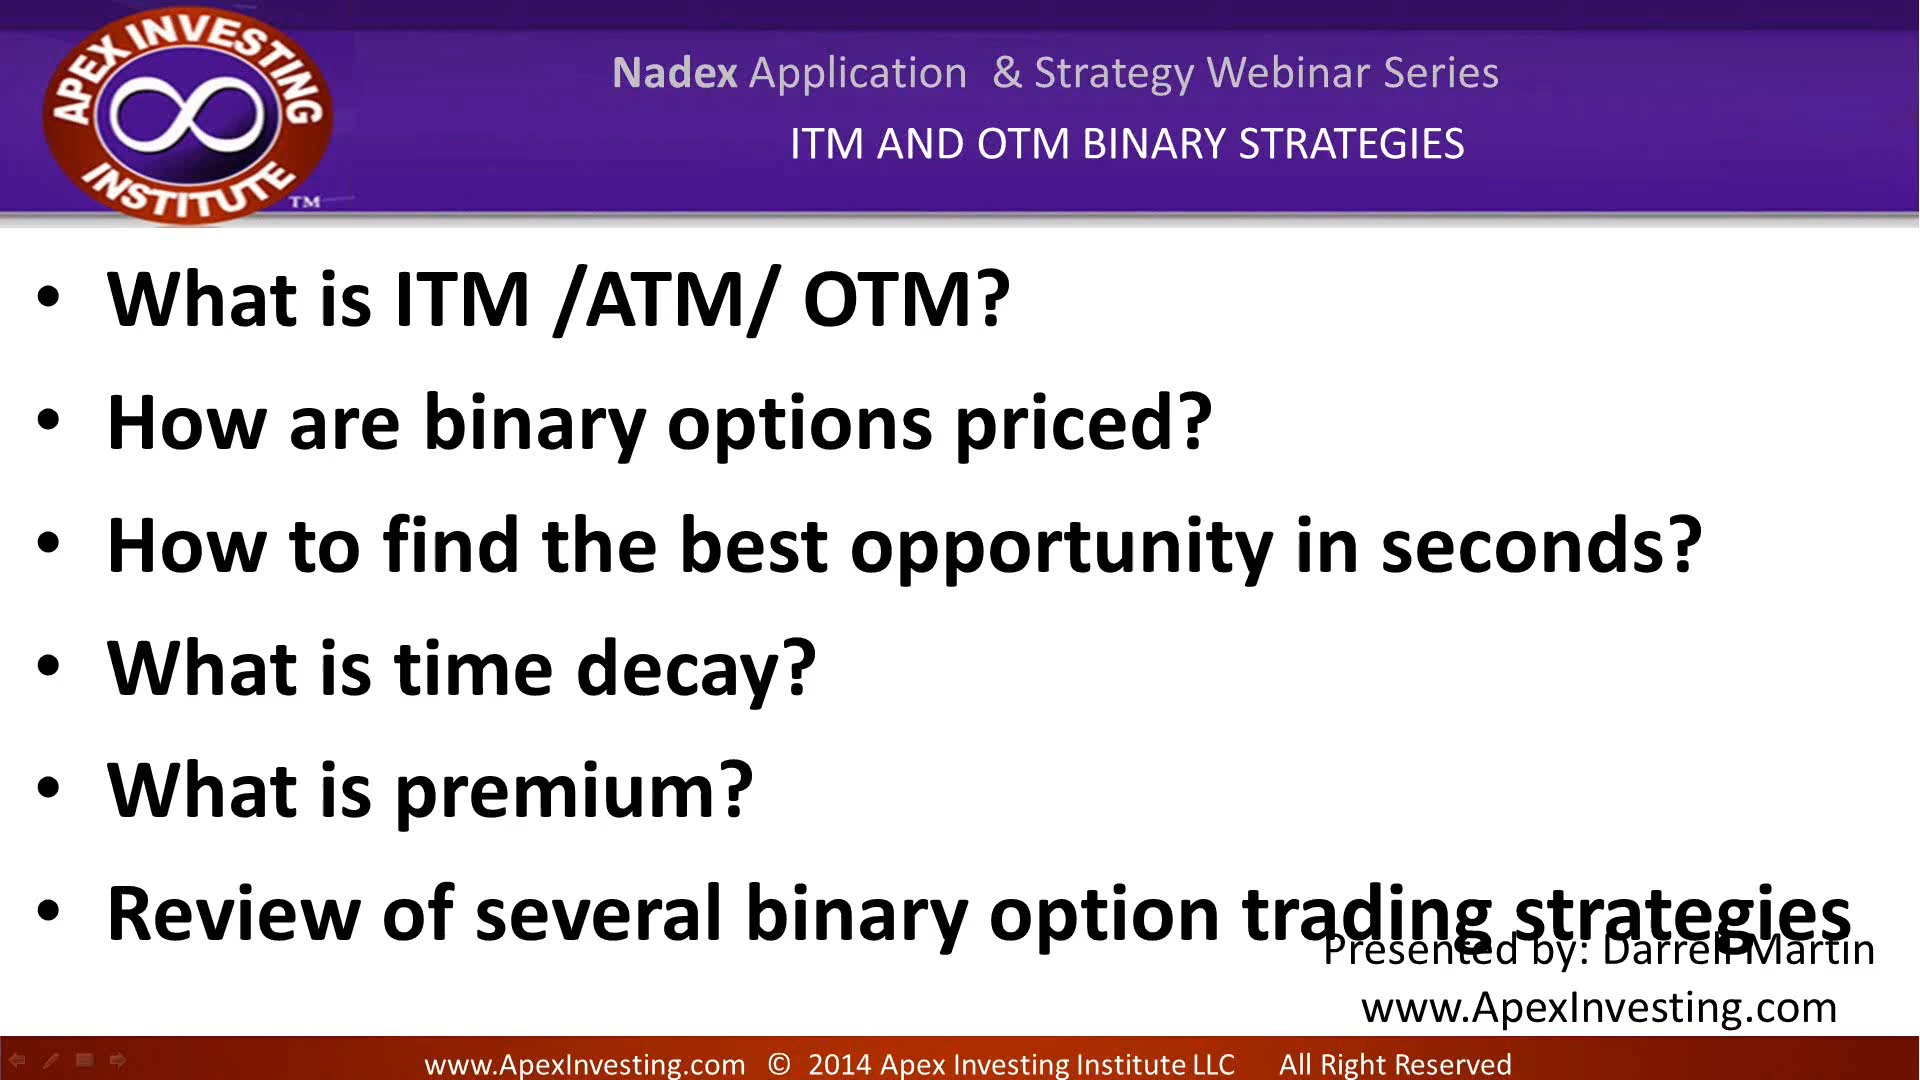 APEX INVESTING
INSTITUTE ™
Nadex Application & Strategy Webinar Series
ITM AND OTM BINARY STRATEGIES
• What is ITM /ATM/ OTM?
• How are binary options priced?
• How to find the best opportunity in seconds?
• What is time decay?
• What is premium?
• Review of several binary option trading strategies
Presented by: Darrell Martin
www.ApexInvesting.com
www.ApexInvesting.com © 2014 Apex Investing Institute LLC All Right Reserved